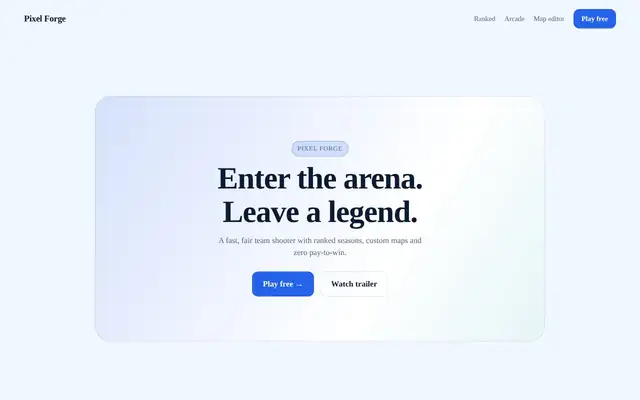 Pixel Forge
Ranked
Arcade
Map editor
Play free
PIXEL FORGE
Enter the arena.
Leave a legend.
A fast, fair team shooter with ranked seasons, custom maps and
zero pay-to-win.
Play free →
Watch trailer